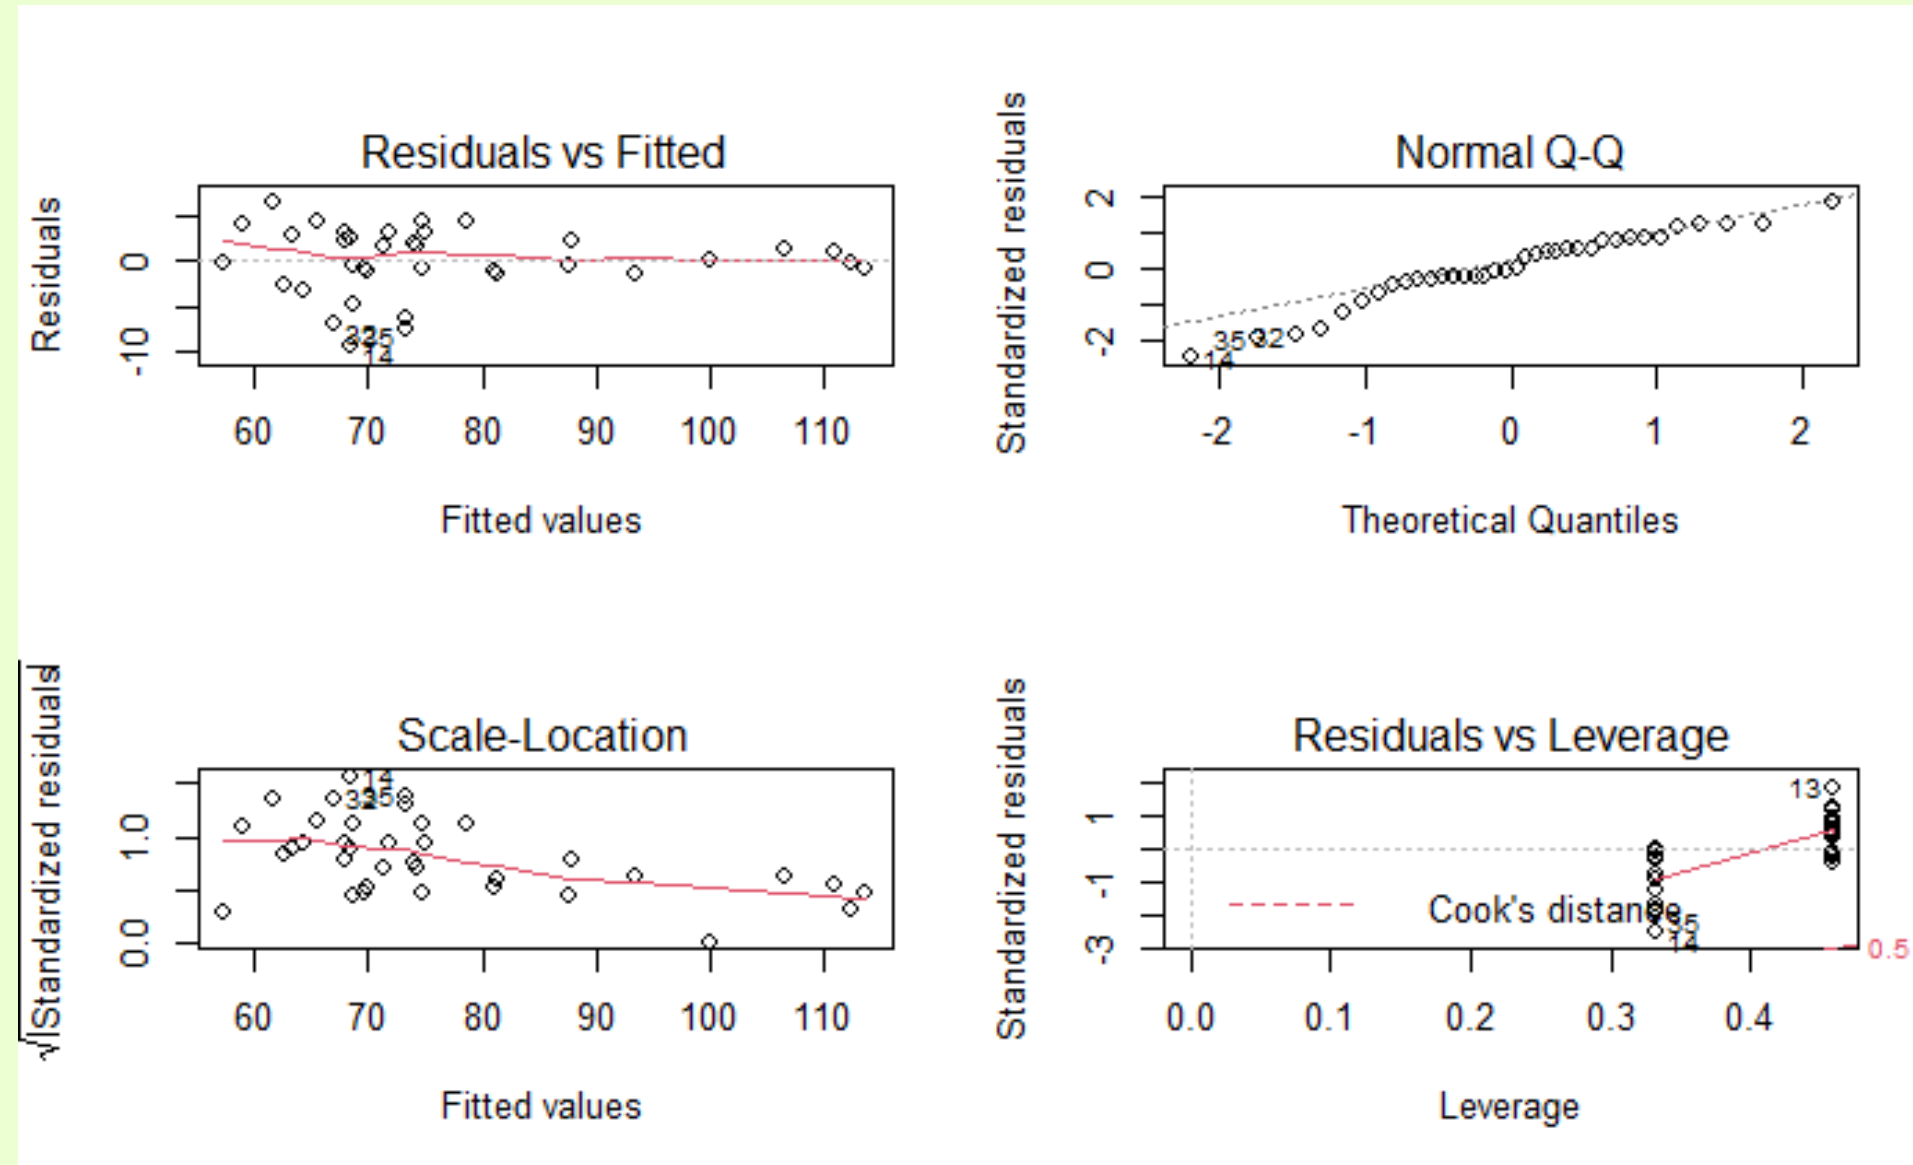 Residuals vs Fitted
Residuals
0
-10
32
35
14
60 70 80 90 100 110
Fitted values
Normal Q-Q
Standardized residuals
2
0
-2
35
32
14
-2 -1 0 1 2
Theoretical Quantiles
Scale-Location
√|Standardized residuals|
1.0
0.0
14
32
35
60 70 80 90 100 110
Fitted values
Residuals vs Leverage
Standardized residuals
1
-1
-3
13
Cook's distance
35
14
0.5
0.0 0.1 0.2 0.3 0.4
Leverage